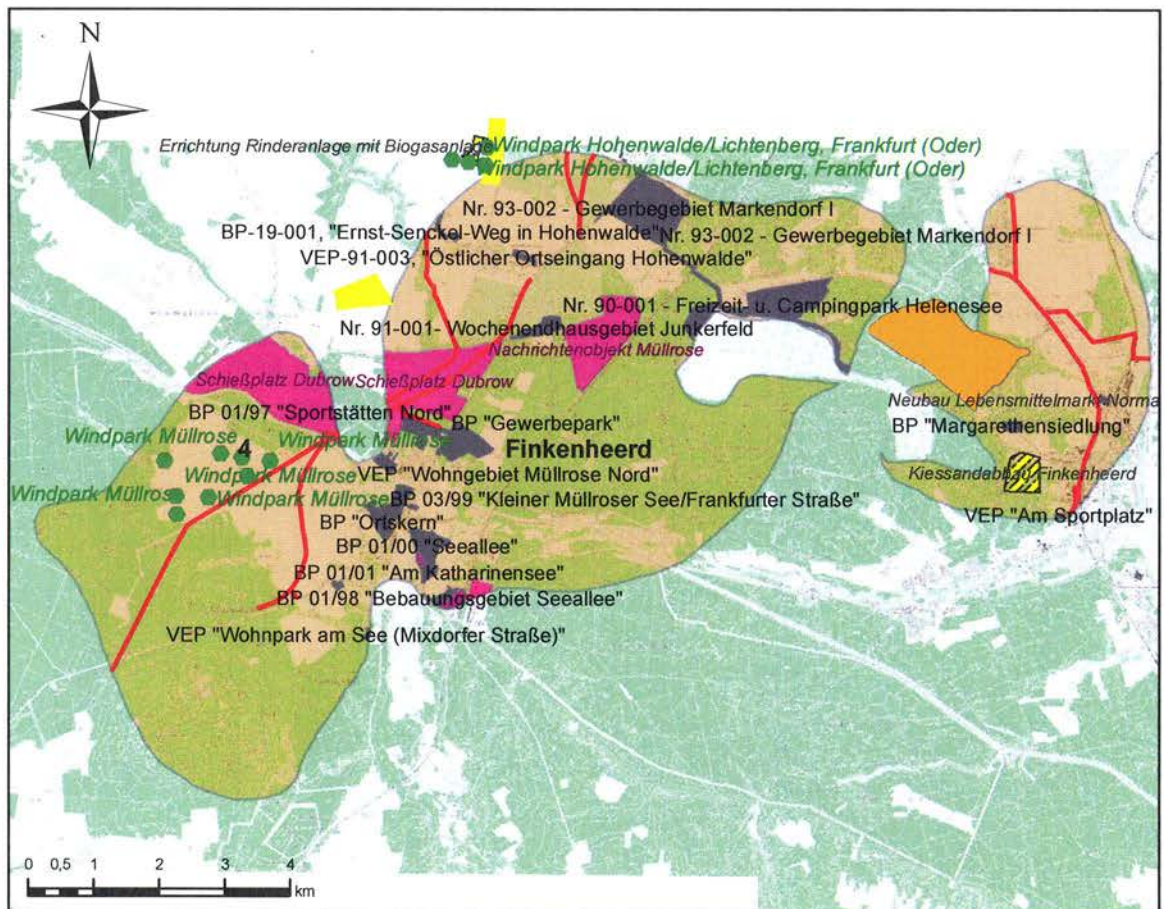 N
Errichtung Rinderanlage mit Biogasanlage
Windpark Hohenwalde/Lichtenberg, Frankfurt (Oder)
Windpark Hohenwalde/Lichtenberg, Frankfurt (Oder)
Nr. 93-002 - Gewerbegebiet Markendorf I
BP-19-001, "Ernst-Senckel-Weg in Hohenwalde"
Nr. 93-002 - Gewerbegebiet Markendorf I
VEP-91-003, "Östlicher Ortseingang Hohenwalde"
Nr. 90-001 - Freizeit- u. Campingpark Helenesee
Nr. 91-001- Wochenendhausgebiet Junkerfeld
Nachrichtenobjekt Müllrose
Schießplatz Dubrow
Schießplatz Dubrow
Neubau Lebensmittelmarkt Norma
BP 01/97 "Sportstätten Nord"
BP "Gewerbepark"
BP "Margarethensiedlung"
Windpark Müllrose
4
Windpark Müllrose
Finkenheerd
Windpark Müllrose
VEP "Wohngebiet Müllrose Nord"
Kiessandabbau Finkenheerd
Windpark Müllrose
Windpark Müllrose
BP 03/99 "Kleiner Müllroser See/Frankfurter Straße"
VEP "Am Sportplatz"
BP "Ortskern"
BP 01/00 "Seeallee"
BP 01/01 "Am Katharinensee"
BP 01/98 "Bebauungsgebiet Seeallee"
VEP "Wohnpark am See (Mixdorfer Straße)"
0 0,5 1 2 3 4
km